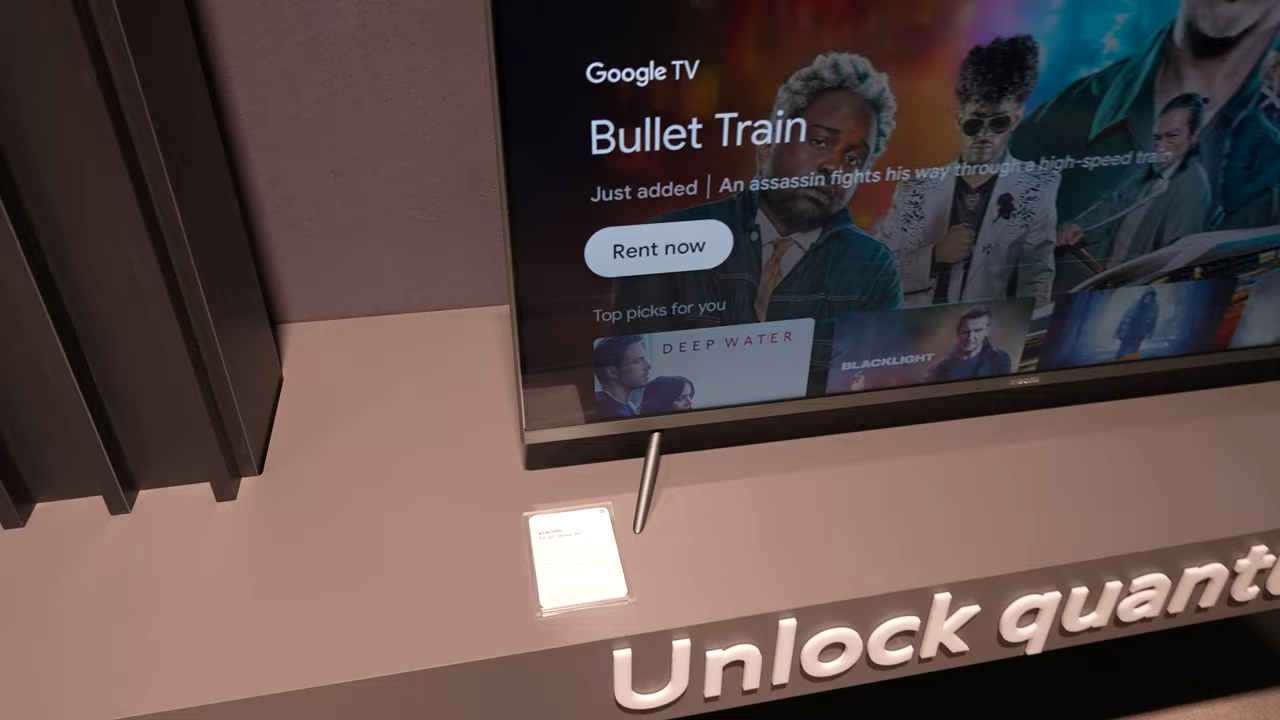 Google TV
Bullet Train
Just added | An assassin fights his way through a high-speed train
Rent now
Top picks for you
DEEP WATER
BLACKLIGHT
Unlock quant